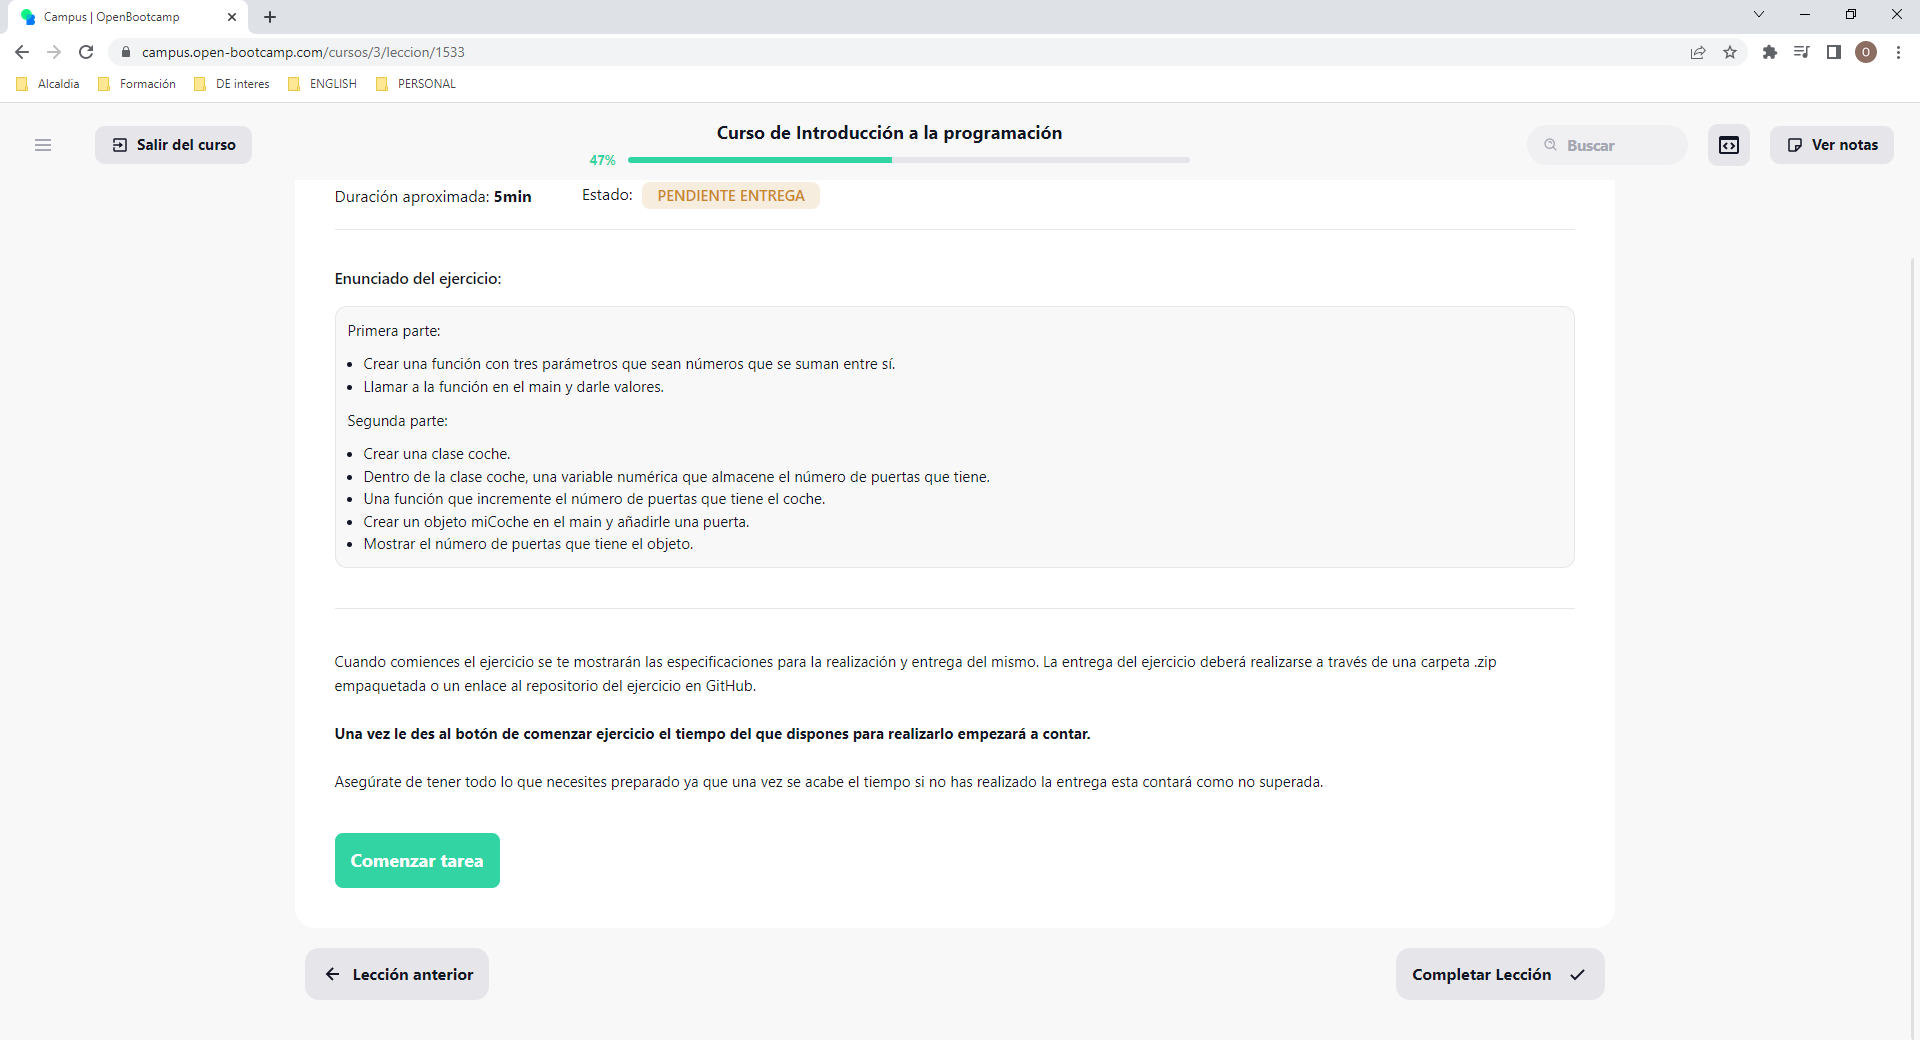 Campus | OpenBootcamp
campus.open-bootcamp.com/cursos/3/leccion/1533
O
Alcaldia
Formación
DE interes
ENGLISH
PERSONAL
Salir del curso
Curso de Introducción a la programación
47%
Buscar
Ver notas
Duración aproximada: 5min
Estado: PENDIENTE ENTREGA
Enunciado del ejercicio:
Primera parte:
• Crear una función con tres parámetros que sean números que se suman entre sí.
• Llamar a la función en el main y darle valores.
Segunda parte:
• Crear una clase coche.
• Dentro de la clase coche, una variable numérica que almacene el número de puertas que tiene.
• Una función que incremente el número de puertas que tiene el coche.
• Crear un objeto miCoche en el main y añadirle una puerta.
• Mostrar el número de puertas que tiene el objeto.
Cuando comiences el ejercicio se te mostrarán las especificaciones para la realización y entrega del mismo. La entrega del ejercicio deberá realizarse a través de una carpeta .zip
empaquetada o un enlace al repositorio del ejercicio en GitHub.
Una vez le des al botón de comenzar ejercicio el tiempo del que dispones para realizarlo empezará a contar.
Asegúrate de tener todo lo que necesites preparado ya que una vez se acabe el tiempo si no has realizado la entrega esta contará como no superada.
Comenzar tarea
Lección anterior
Completar Lección